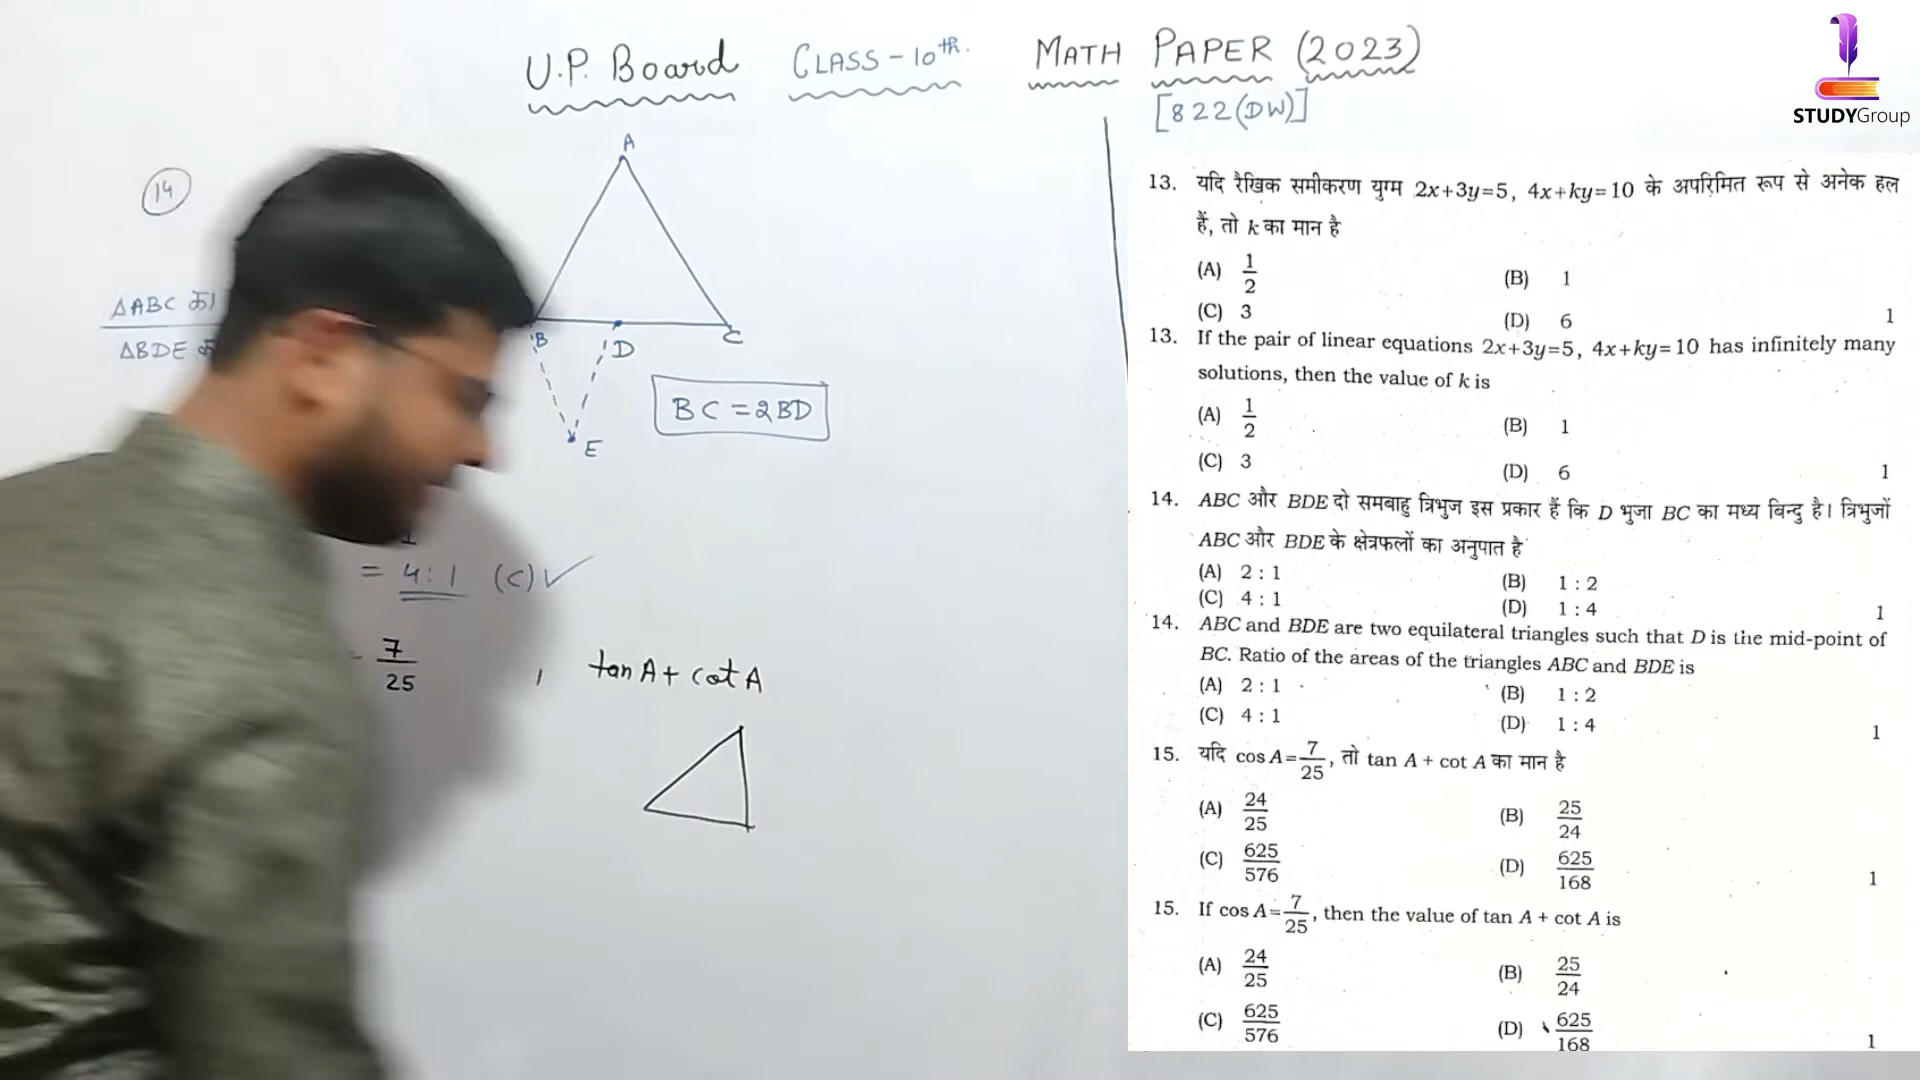 U.P. Board CLASS-10th. MATH PAPER (2023)
[822(DW)]
STUDYGroup
14
A
ΔABC का
ΔBDE
B D C
BC = 2BD
E
1
= 4:1 (C) ✓
7/25 , tan A + cot A
13. यदि रैखिक समीकरण युग्म 2x+3y=5, 4x+ky=10 के अपरिमित रूप से अनेक हल
हैं, तो k का मान है
(A) 1/2 (B) 1
(C) 3 (D) 6 1
13. If the pair of linear equations 2x+3y=5, 4x+ky=10 has infinitely many
solutions, then the value of k is
(A) 1/2 (B) 1
(C) 3 (D) 6 1
14. ABC और BDE दो समबाहु त्रिभुज इस प्रकार हैं कि D भुजा BC का मध्य बिन्दु है। त्रिभुजों
ABC और BDE के क्षेत्रफलों का अनुपात है
(A) 2 : 1 (B) 1 : 2
(C) 4 : 1 (D) 1 : 4 1
14. ABC and BDE are two equilateral triangles such that D is the mid-point of
BC. Ratio of the areas of the triangles ABC and BDE is
(A) 2 : 1 (B) 1 : 2
(C) 4 : 1 (D) 1 : 4 1
15. यदि cos A = 7/25, तो tan A + cot A का मान है
(A) 24/25 (B) 25/24
(C) 625/576 (D) 625/168 1
15. If cos A = 7/25, then the value of tan A + cot A is
(A) 24/25 (B) 25/24
(C) 625/576 (D) 625/168 1